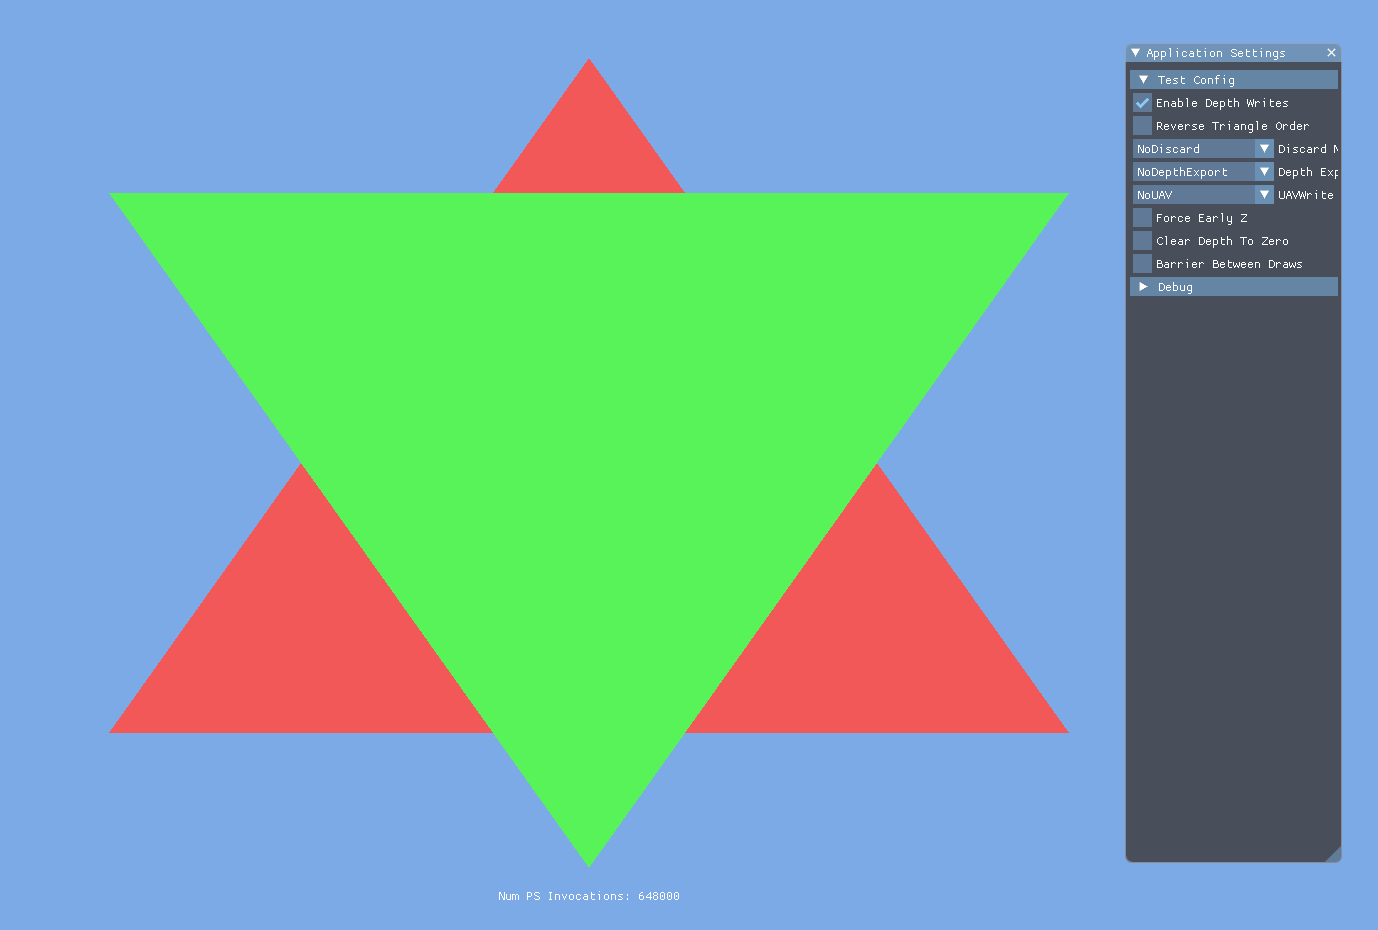 Application Settings
Test Config
Enable Depth Writes
Reverse Triangle Order
NoDiscard Discard
NoDepthExport Depth Exp
NoUAV UAVWrite
Force Early Z
Clear Depth To Zero
Barrier Between Draws
Debug
Num PS Invocations: 648000